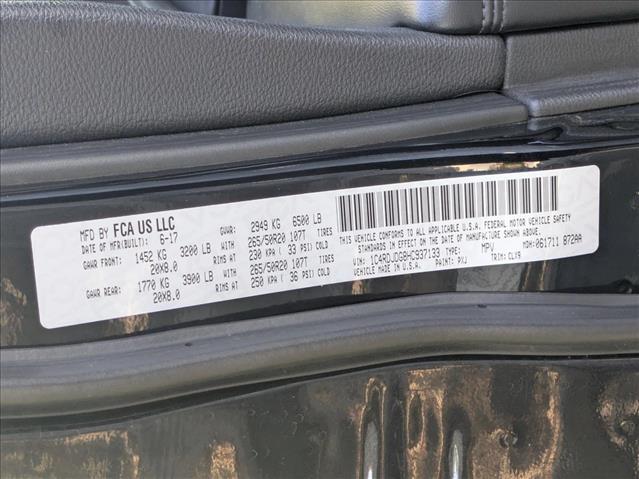 MFD BY FCA US LLC
DATE OF MFR(BUILT): 6-17 GVWR: 2949 KG 6500 LB
GAWR FRONT: 1452 KG 3200 LB WITH 265/50R20 107T TIRES
20X8.0 RIMS AT 230 KPA ( 33 PSI) COLD
GAWR REAR: 1770 KG 3900 LB WITH 265/50R20 107T TIRES
20X8.0 RIMS AT 250 KPA ( 36 PSI) COLD
THIS VEHICLE CONFORMS TO ALL APPLICABLE U.S.A. FEDERAL MOTOR VEHICLE SAFETY
STANDARDS IN EFFECT ON THE DATE OF MANUFACTURE SHOWN ABOVE.
VIN: 1C4RDJDG8HC937133 TYPE: MPV MDH: 061711 872AA
PAINT: PXJ TRIM: CLX9